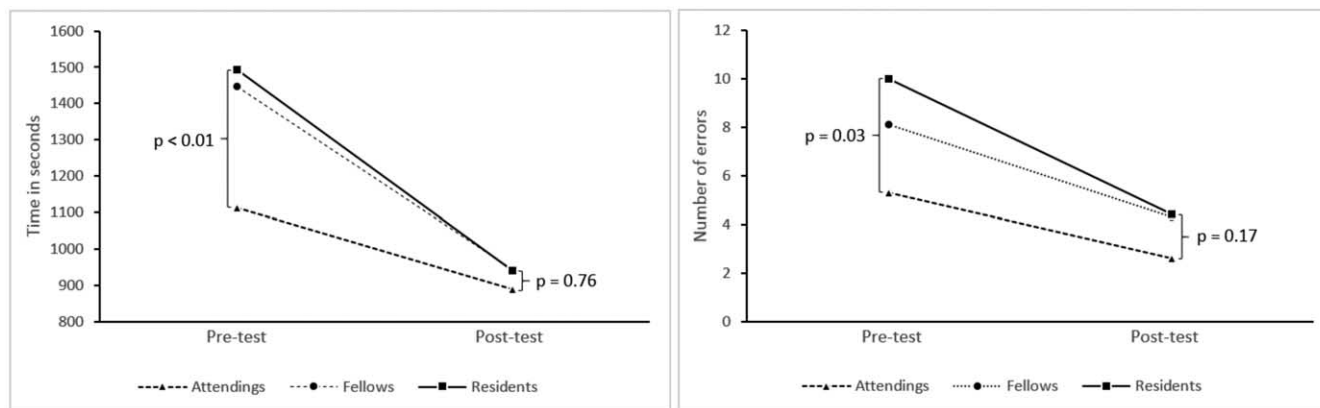 Time in seconds
1600
1500
1400
1300
1200
1100
1000
900
800
p < 0.01
p = 0.76
Pre-test
Post-test
Attendings
Fellows
Residents
Number of errors
12
10
8
6
4
2
0
p = 0.03
p = 0.17
Pre-test
Post-test
Attendings
Fellows
Residents